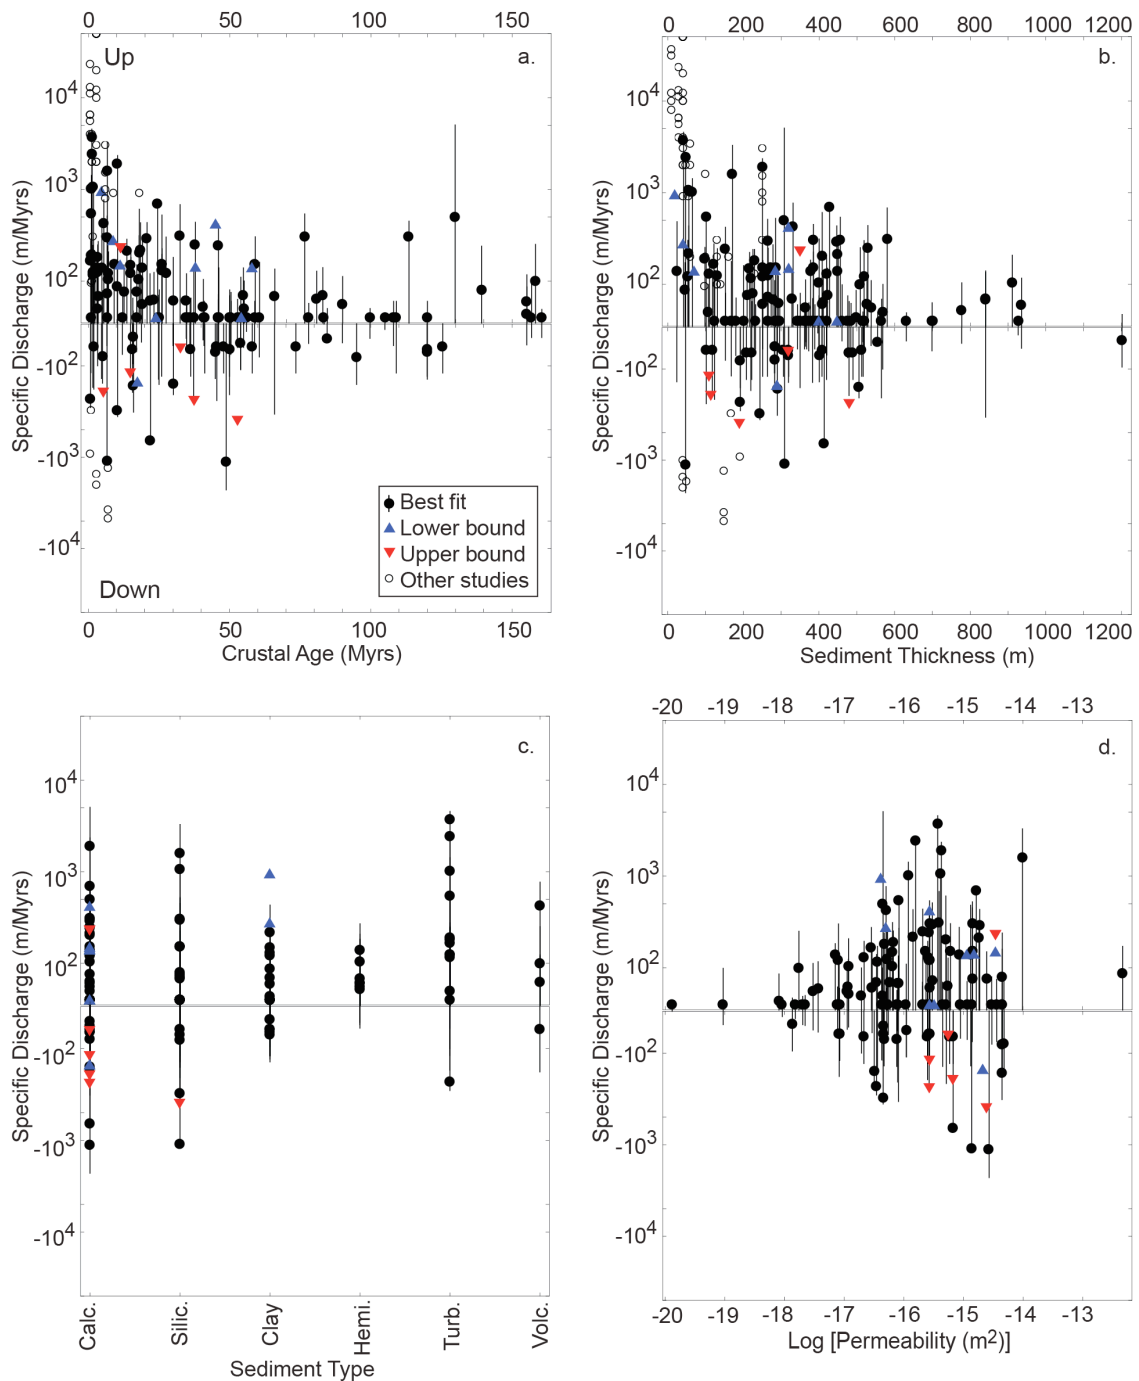 0 50 100 150
Up
a.
10^4
10^3
10^2
-10^2
-10^3
-10^4
Specific Discharge (m/Myrs)
Best fit
Lower bound
Upper bound
Other studies
Down
0 50 100 150
Crustal Age (Myrs)
0 200 400 600 800 1000 1200
b.
10^4
10^3
10^2
-10^2
-10^3
-10^4
Specific Discharge (m/Myrs)
0 200 400 600 800 1000 1200
Sediment Thickness (m)
c.
10^4
10^3
10^2
-10^2
-10^3
-10^4
Specific Discharge (m/Myrs)
Calc. Silic. Clay Hemi. Turb. Volc.
Sediment Type
-20 -19 -18 -17 -16 -15 -14 -13
d.
10^4
10^3
10^2
-10^2
-10^3
-10^4
Specific Discharge (m/Myrs)
-20 -19 -18 -17 -16 -15 -14 -13
Log [Permeability (m^2)]